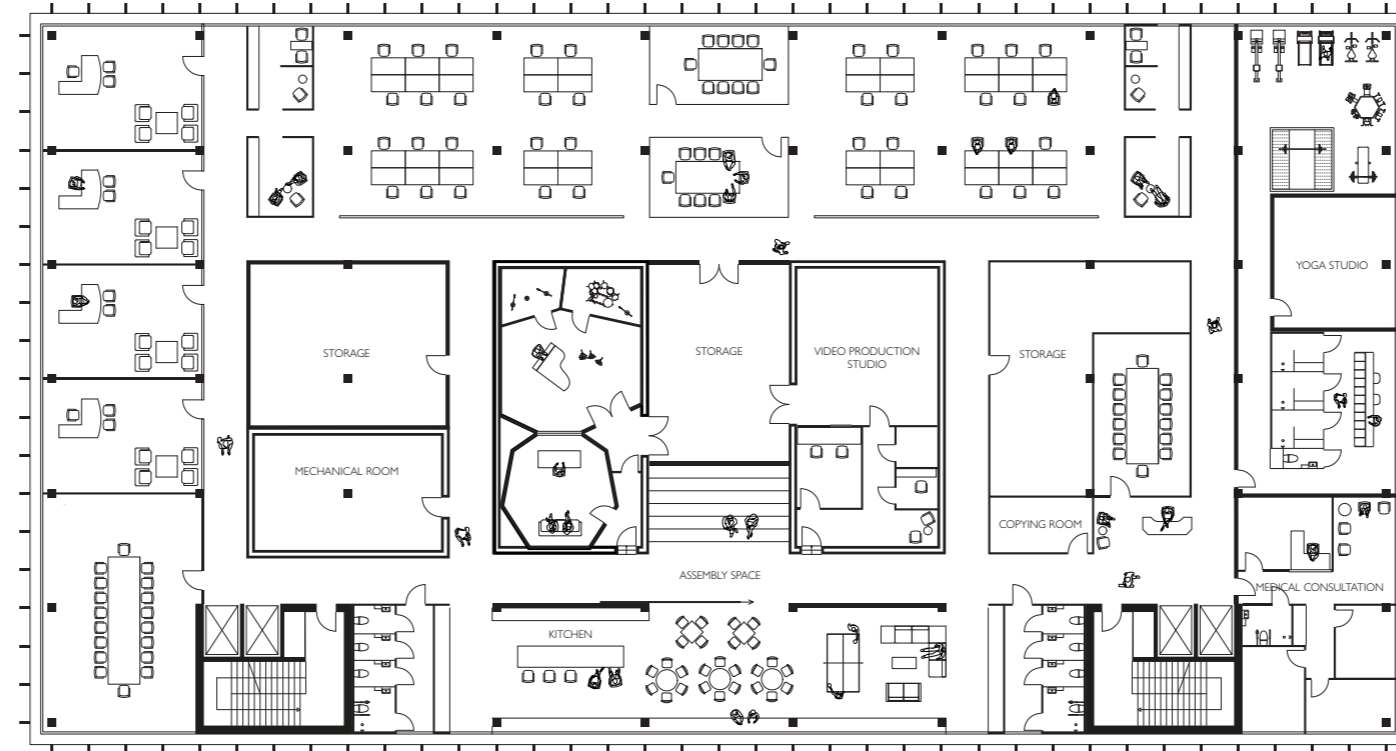 YOGA STUDIO
STORAGE
STORAGE
VIDEO PRODUCTION
STUDIO
STORAGE
MECHANICAL ROOM
COPYING ROOM
ASSEMBLY SPACE
MEDICAL CONSULTATION
KITCHEN